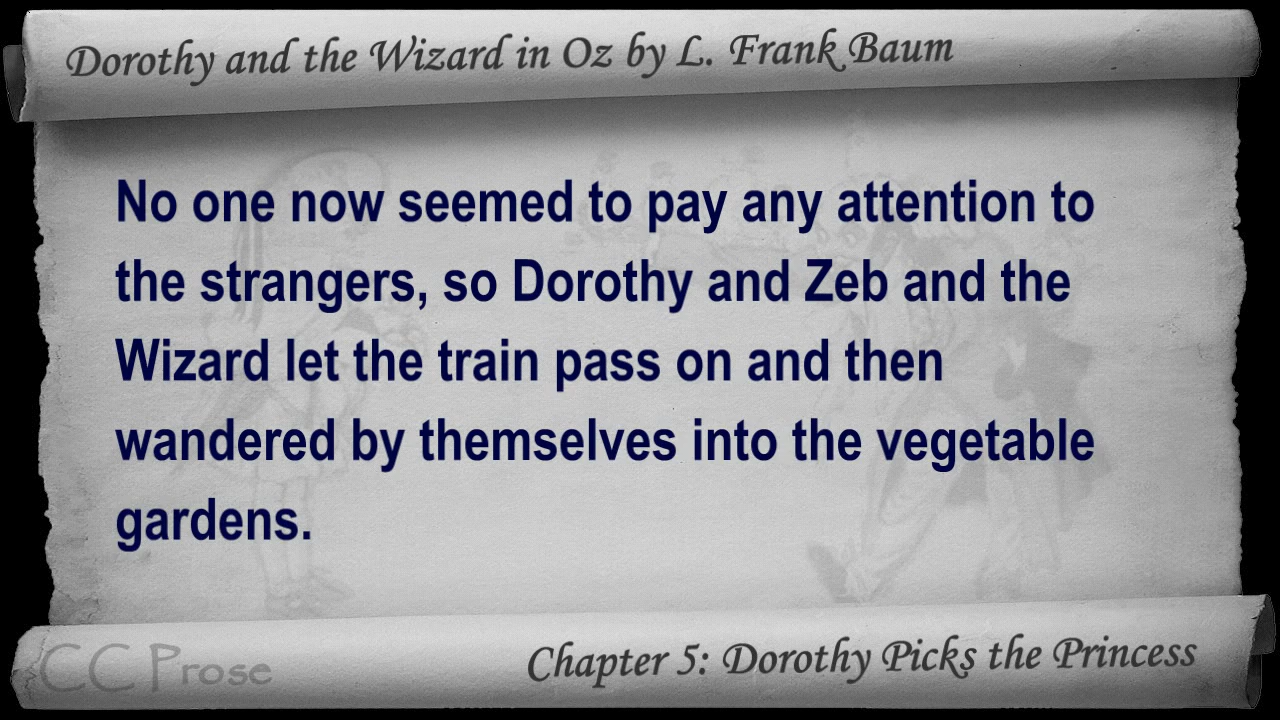 Dorothy and the Wizard in Oz by L. Frank Baum
No one now seemed to pay any attention to
the strangers, so Dorothy and Zeb and the
Wizard let the train pass on and then
wandered by themselves into the vegetable
gardens.
CC Prose
Chapter 5: Dorothy Picks the Princess